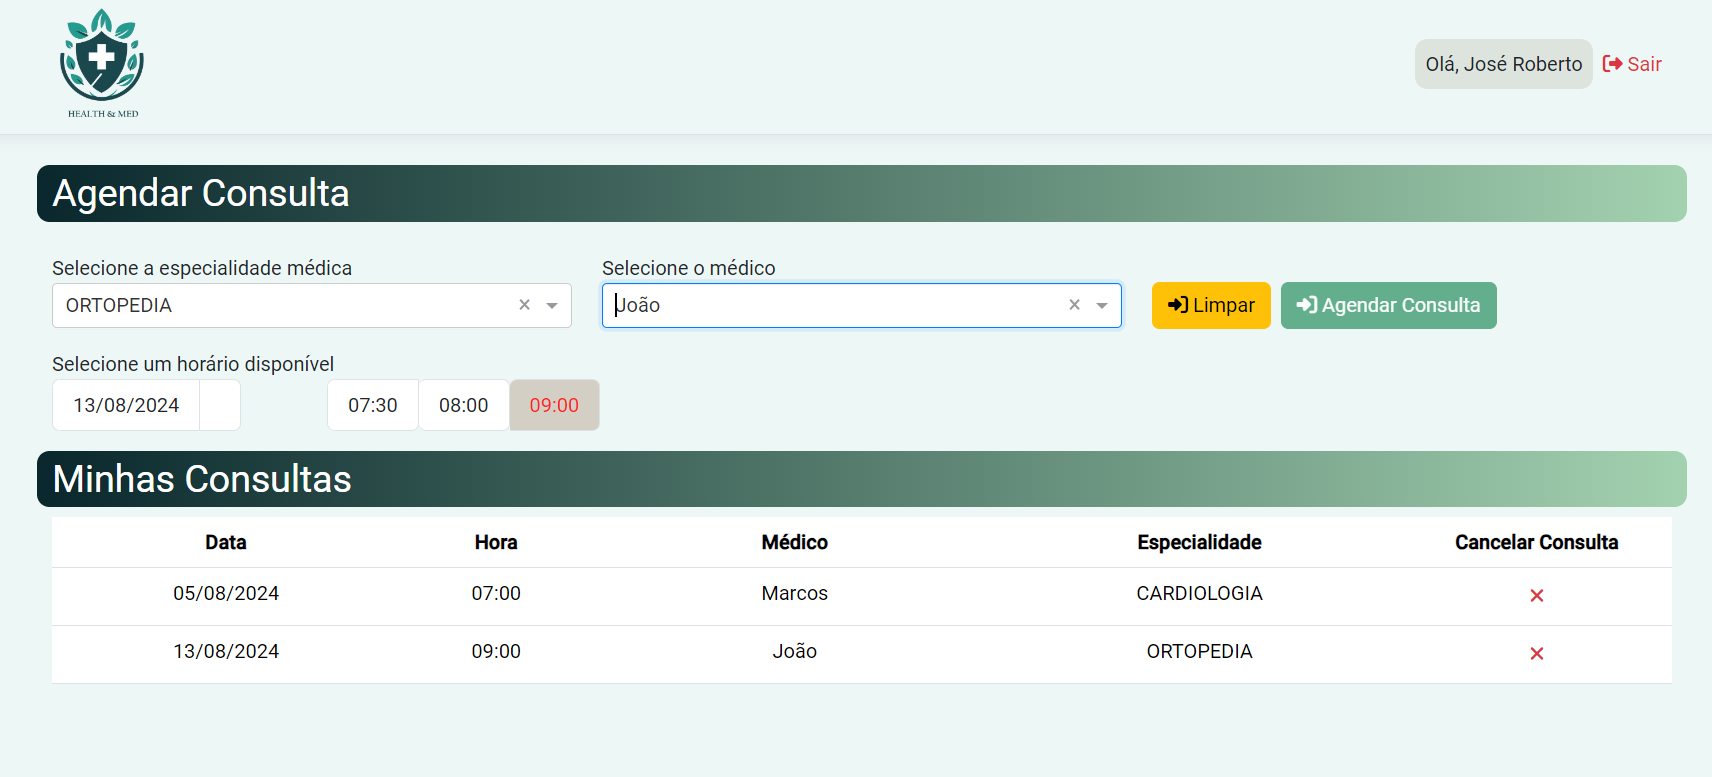 HEALTH & MED
Olá, José Roberto Sair
Agendar Consulta
Selecione a especialidade médica Selecione o médico
ORTOPEDIA × João × Limpar Agendar Consulta
Selecione um horário disponível
13/08/2024 07:30 08:00 09:00
Minhas Consultas
Data Hora Médico Especialidade Cancelar Consulta
05/08/2024 07:00 Marcos CARDIOLOGIA
13/08/2024 09:00 João ORTOPEDIA